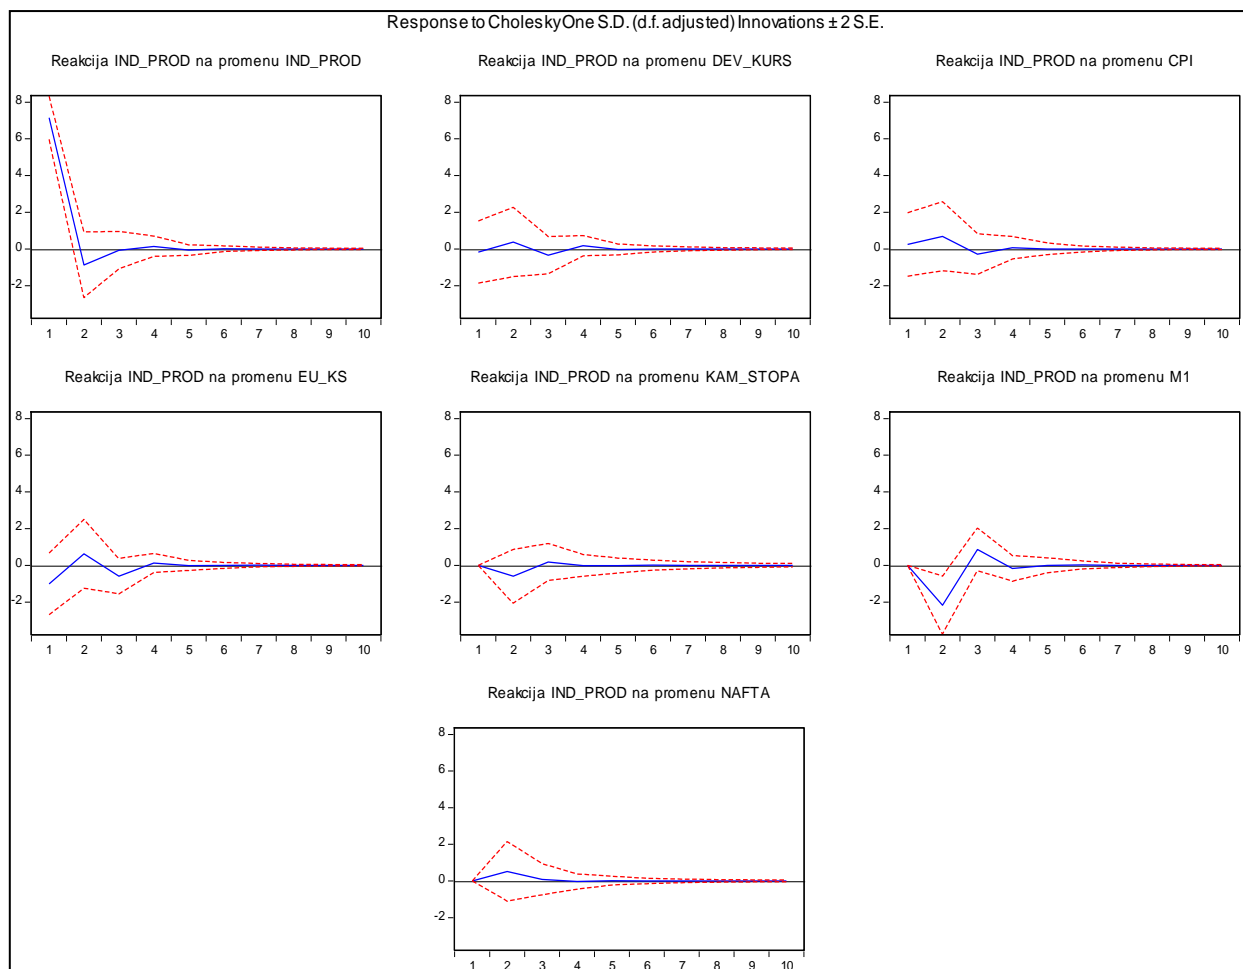 Response to Cholesky One S.D. (d.f. adjusted) Innovations ± 2 S.E.
Reakcija IND_PROD na promenu IND_PROD
8
6
4
2
0
-2
1 2 3 4 5 6 7 8 9 10
Reakcija IND_PROD na promenu DEV_KURS
8
6
4
2
0
-2
1 2 3 4 5 6 7 8 9 10
Reakcija IND_PROD na promenu CPI
8
6
4
2
0
-2
1 2 3 4 5 6 7 8 9 10
Reakcija IND_PROD na promenu EU_KS
8
6
4
2
0
-2
1 2 3 4 5 6 7 8 9 10
Reakcija IND_PROD na promenu KAM_STOPA
8
6
4
2
0
-2
1 2 3 4 5 6 7 8 9 10
Reakcija IND_PROD na promenu M1
8
6
4
2
0
-2
1 2 3 4 5 6 7 8 9 10
Reakcija IND_PROD na promenu NAFTA
8
6
4
2
0
-2
1 2 3 4 5 6 7 8 9 10